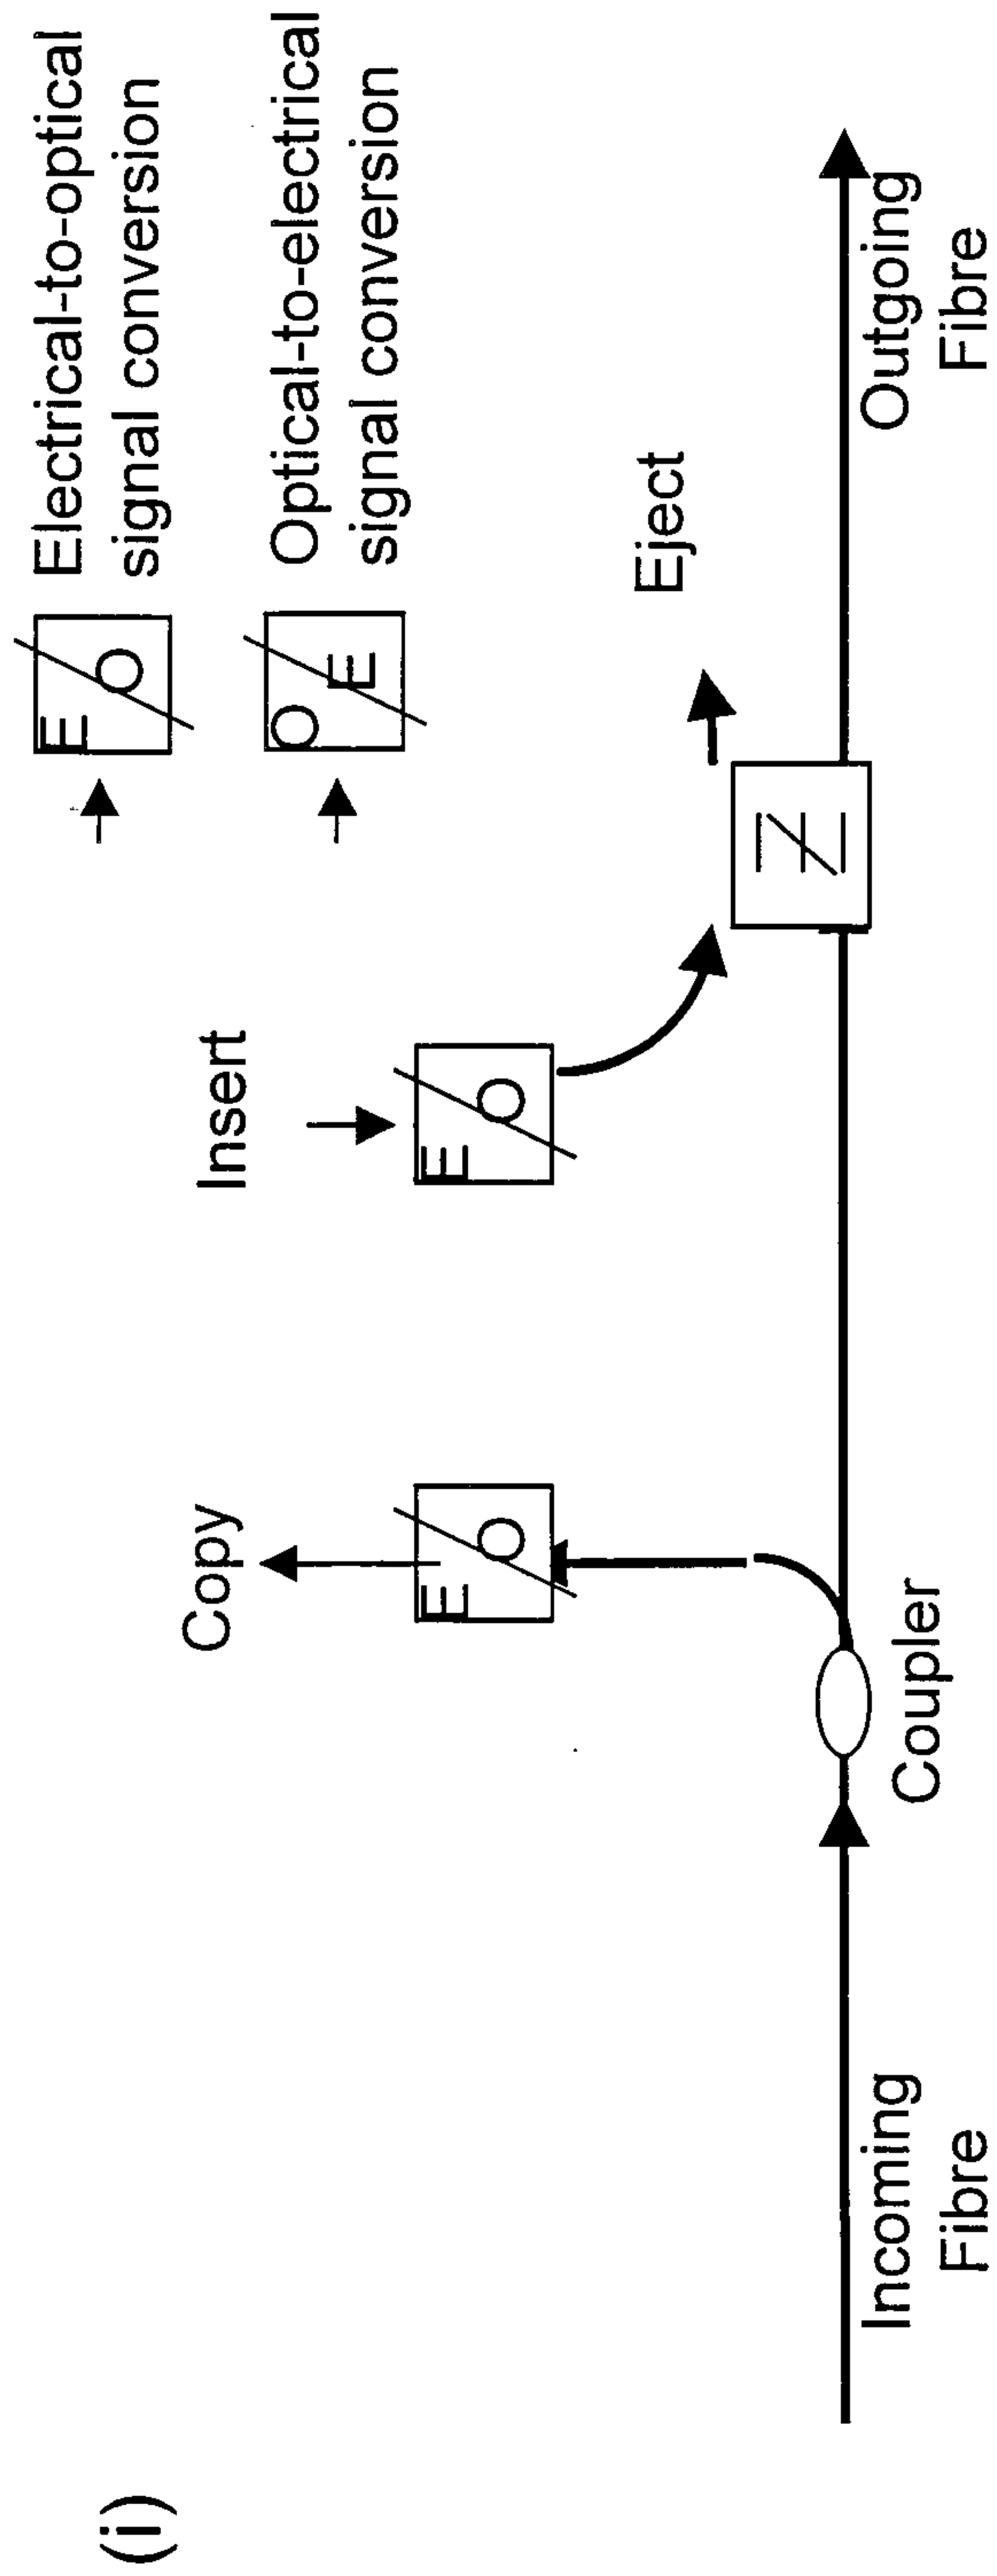 (i)
E
O
Electrical-to-optical
signal conversion
O
E
Optical-to-electrical
signal conversion
Copy
E
O
Insert
E
O
Eject
Incoming
Fibre
Coupler
Outgoing
Fibre